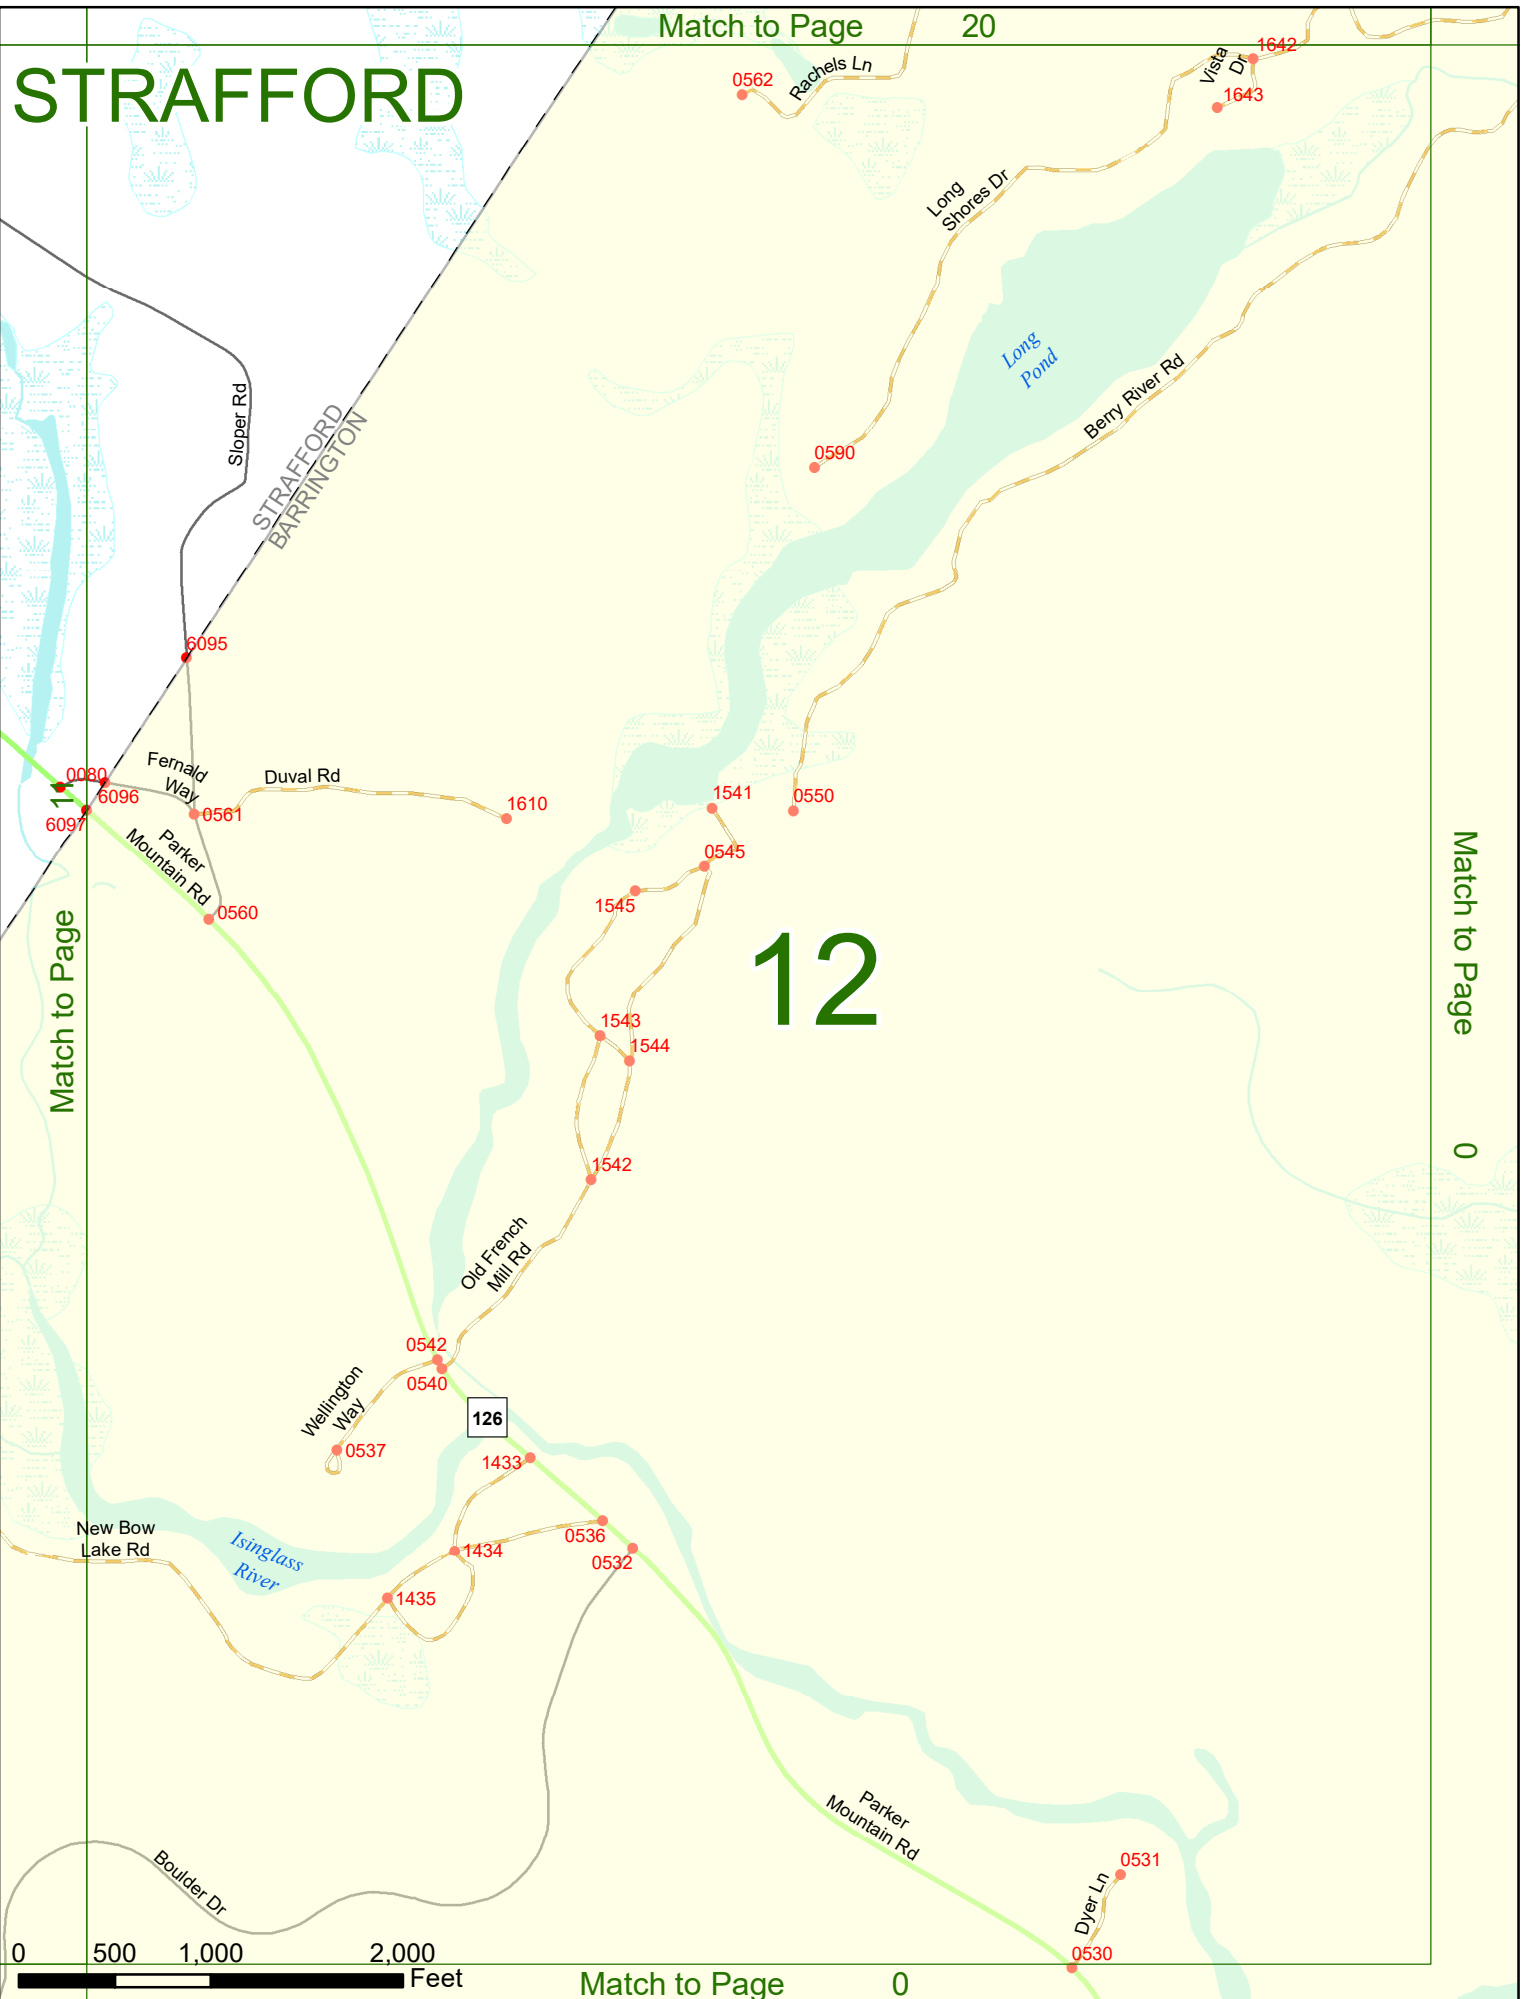 Match to Page 20
STRAFFORD
1642
Vista
Dr
0562
Rachels Ln
1643
Long
Shores Dr
Long
Pond
Berry River Rd
Sloper Rd
STRAFFORD
BARRINGTON
0590
6095
Fernald
Way
Duval Rd
0080
6096
11
6097
0561
1610
1541
0550
Parker
Mountain Rd
0560
0545
1545
Match to Page
12
Match to Page 0
1543
1544
1542
Old French
Mill Rd
0542
0540
Wellington
Way
126
0537
1433
New Bow
Lake Rd
Isinglass
River
0536
1434
0532
1435
Parker
Mountain Rd
Boulder Dr
0531
Dyer Ln
0530
0 500 1,000 2,000
Feet
Match to Page 0